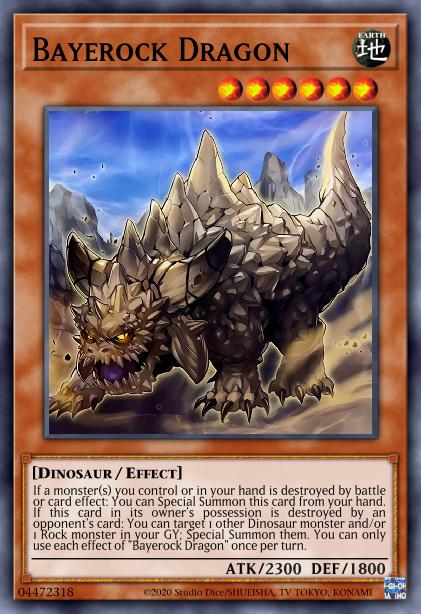 BAYEROCK DRAGON
EARTH
地
[DINOSAUR / EFFECT]
If a monster(s) you control or in your hand is destroyed by battle
or card effect: You can Special Summon this card from your hand.
If this card in its owner's possession is destroyed by an
opponent's card: You can target 1 other Dinosaur monster and/or
1 Rock monster in your GY; Special Summon them. You can only
use each effect of "Bayerock Dragon" once per turn.
ATK/2300 DEF/1800
04472318
©2020 Studio Dice/SHUEISHA, TV TOKYO, KONAMI